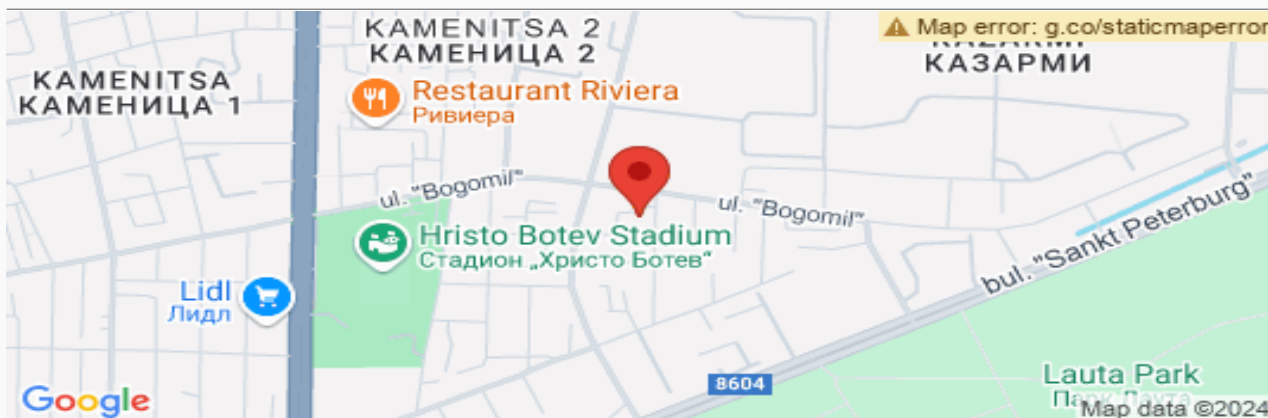 KAMENITSA 2
КАМЕНИЦА 2
Map error: g.co/staticmaperror
КАЗАРМИ
KAMENITSA
КАМЕНИЦА 1
Restaurant Riviera
Ривиера
ul. "Bogomil"
ul. "Bogomil"
Hristo Botev Stadium
Стадион „Христо Ботев“
bul. "Sankt Peterburg"
Lidl
Лидл
8604
Lauta Park
Google
Map data ©2024